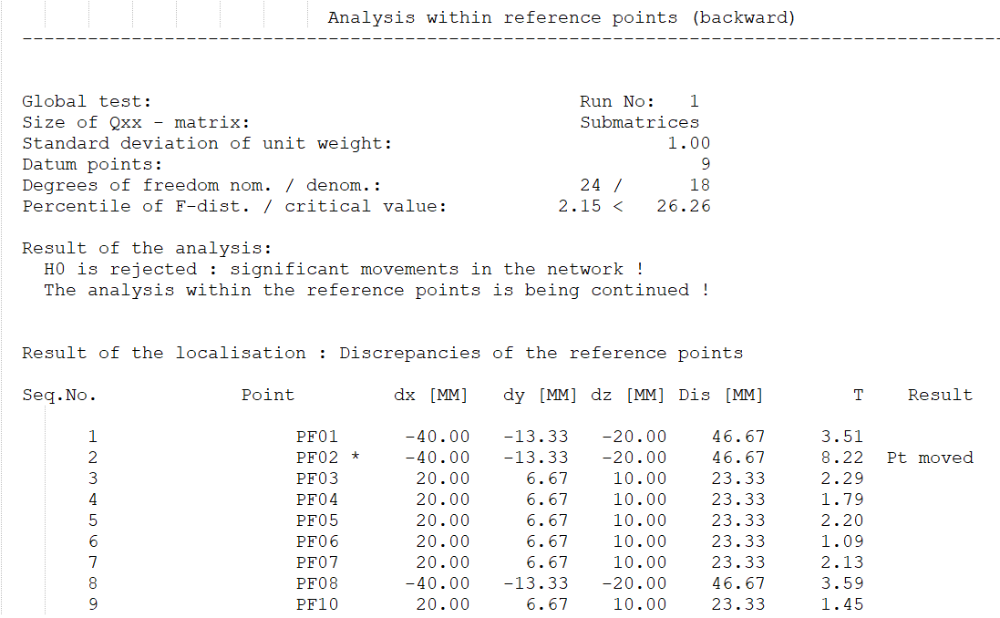 Analysis within reference points (backward)
------------------------------------------------------------------------------------------
Global test: Run No: 1
Size of Qxx - matrix: Submatrices
Standard deviation of unit weight: 1.00
Datum points: 9
Degrees of freedom nom. / denom.: 24 / 18
Percentile of F-dist. / critical value: 2.15 < 26.26
Result of the analysis:
H0 is rejected : significant movements in the network !
The analysis within the reference points is being continued !
Result of the localisation : Discrepancies of the reference points
Seq.No. Point dx [MM] dy [MM] dz [MM] Dis [MM] T Result
1 PF01 -40.00 -13.33 -20.00 46.67 3.51
2 PF02 * -40.00 -13.33 -20.00 46.67 8.22 Pt moved
3 PF03 20.00 6.67 10.00 23.33 2.29
4 PF04 20.00 6.67 10.00 23.33 1.79
5 PF05 20.00 6.67 10.00 23.33 2.20
6 PF06 20.00 6.67 10.00 23.33 1.09
7 PF07 20.00 6.67 10.00 23.33 2.13
8 PF08 -40.00 -13.33 -20.00 46.67 3.59
9 PF10 20.00 6.67 10.00 23.33 1.45